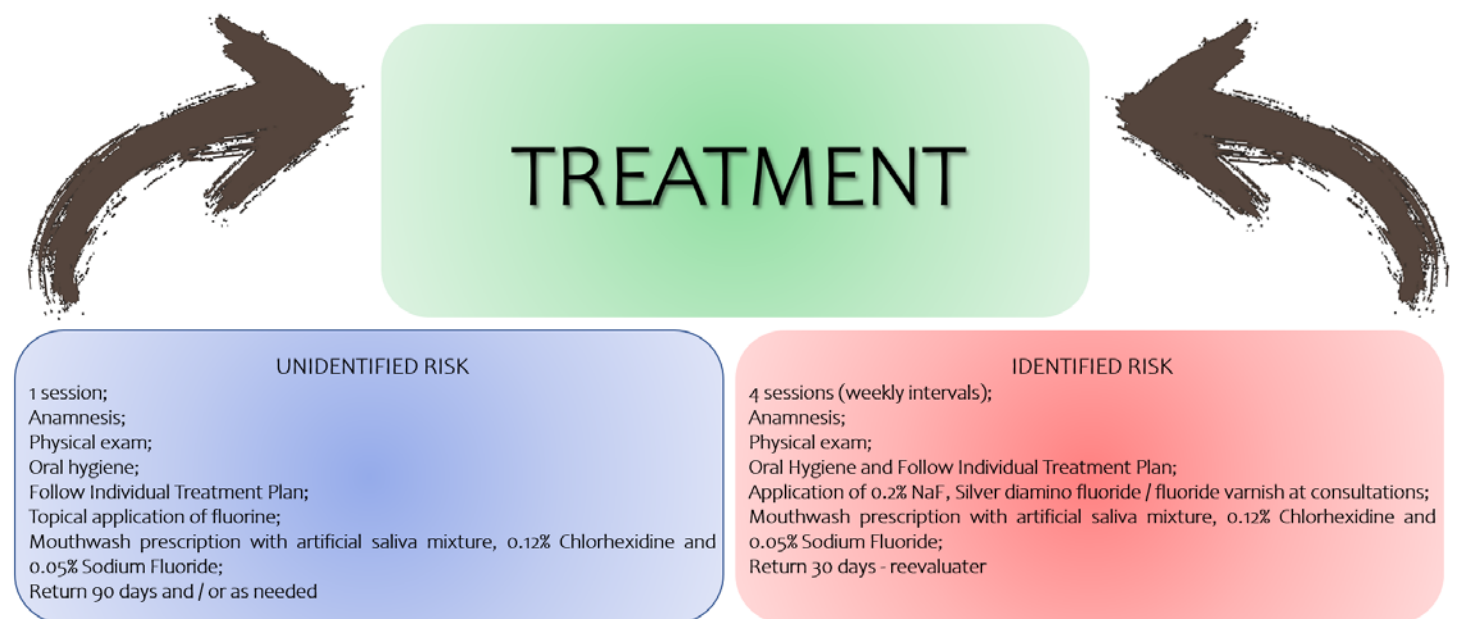 TREATMENT
UNIDENTIFIED RISK
1 session;
Anamnesis;
Physical exam;
Oral hygiene;
Follow Individual Treatment Plan;
Topical application of fluorine;
Mouthwash prescription with artificial saliva mixture, 0.12% Chlorhexidine and
0.05% Sodium Fluoride;
Return 90 days and / or as needed
IDENTIFIED RISK
4 sessions (weekly intervals);
Anamnesis;
Physical exam;
Oral Hygiene and Follow Individual Treatment Plan;
Application of 0.2% NaF, Silver diamino fluoride / fluoride varnish at consultations;
Mouthwash prescription with artificial saliva mixture, 0.12% Chlorhexidine and
0.05% Sodium Fluoride;
Return 30 days - reevaluater